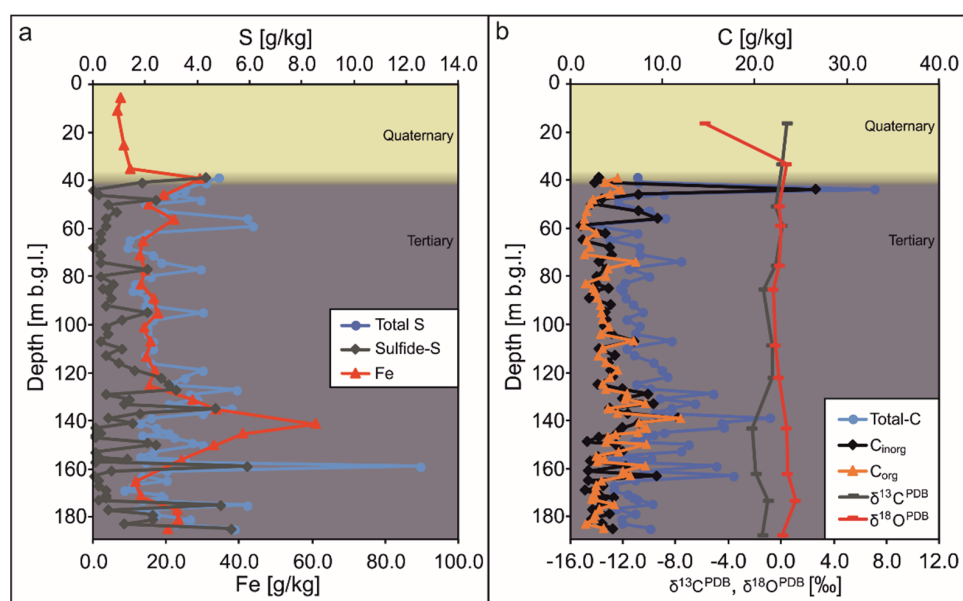 a
S [g/kg]
0.0 2.0 4.0 6.0 8.0 10.0 12.0 14.0
Depth [m b.g.l.]
0
20
40
60
80
100
120
140
160
180
Quaternary
Tertiary
Total S
Sulfide-S
Fe
0.0 20.0 40.0 60.0 80.0 100.0
Fe [g/kg]
b
C [g/kg]
0.0 10.0 20.0 30.0 40.0
Depth [m b.g.l.]
0
20
40
60
80
100
120
140
160
180
Quaternary
Tertiary
Total-C
Cinorg
Corg
δ13CPDB
δ18OPDB
-16.0 -12.0 -8.0 -4.0 0.0 4.0 8.0 12.0
δ13CPDB, δ18OPDB [‰]